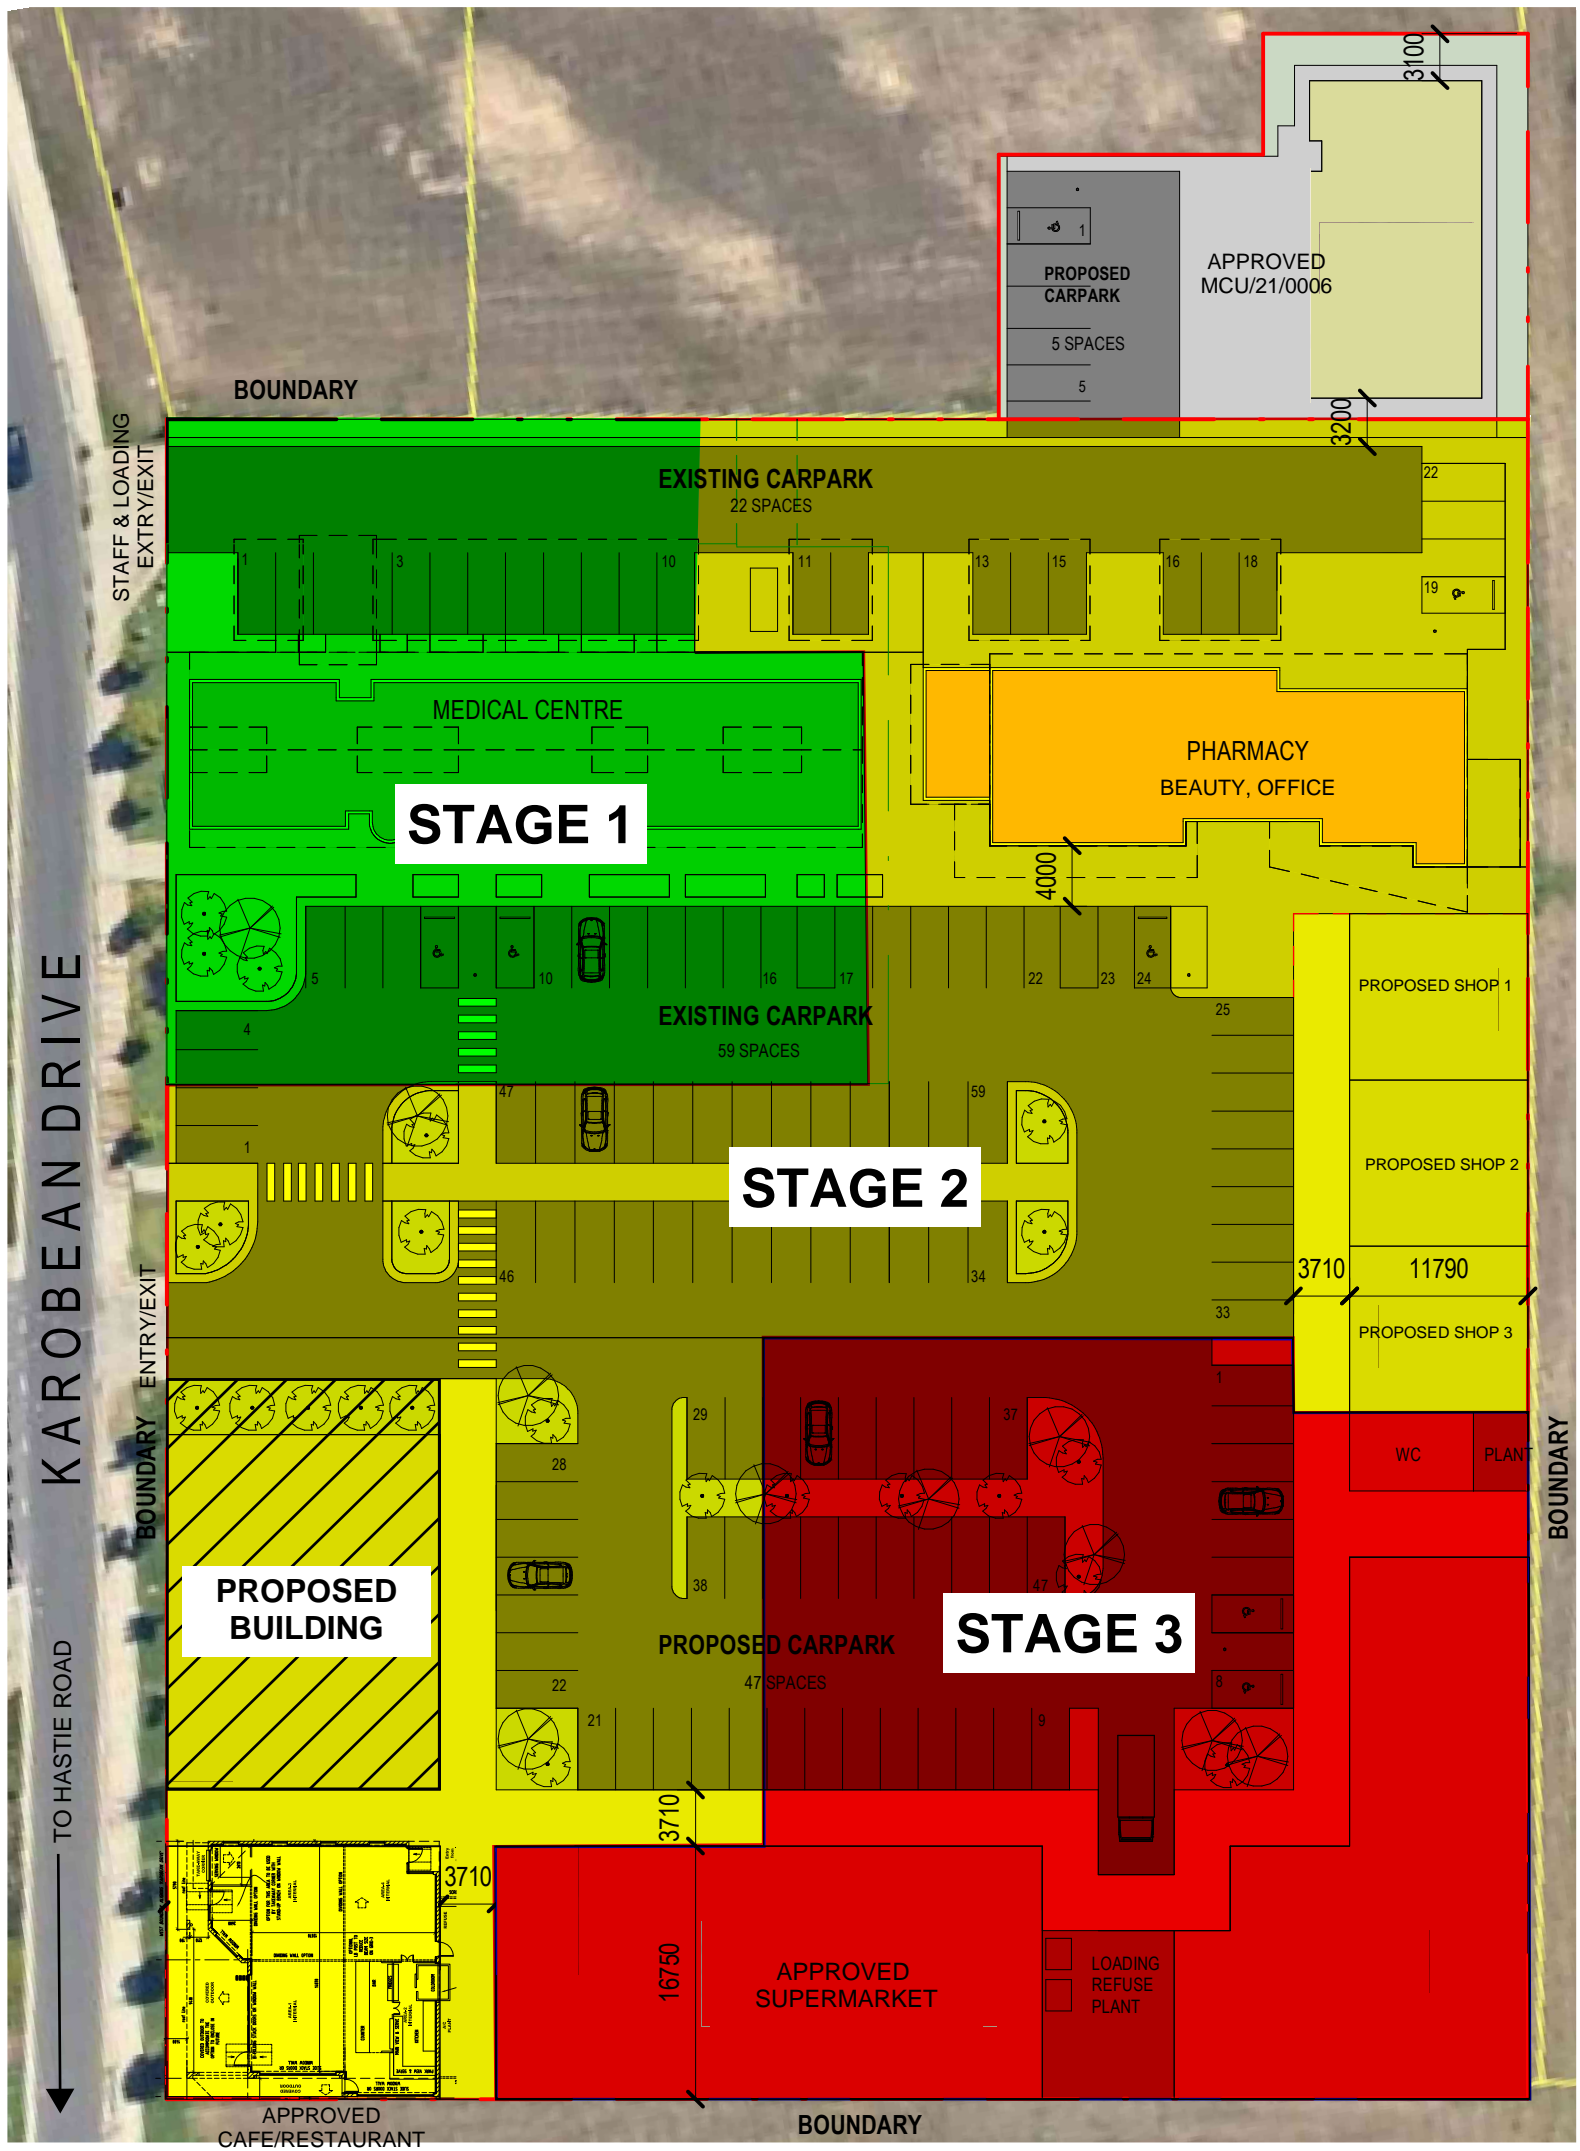 3100
1
PROPOSED
CARPARK
APPROVED
MCU/21/0006
5 SPACES
5
BOUNDARY
3200
STAFF & LOADING
EXTRY/EXIT
EXISTING CARPARK
22 SPACES
22
1
3
10
11
13
15
16
18
19
MEDICAL CENTRE
PHARMACY
BEAUTY, OFFICE
STAGE 1
4000
5
10
16
17
22
23
24
PROPOSED SHOP 1
EXISTING CARPARK
59 SPACES
25
4
KAROBEAN DRIVE
47
59
1
PROPOSED SHOP 2
STAGE 2
46
34
3710
11790
ENTRY/EXIT
33
PROPOSED SHOP 3
1
29
37
BOUNDARY
WC
PLANT
BOUNDARY
28
PROPOSED
BUILDING
38
47
STAGE 3
PROPOSED CARPARK
47 SPACES
22
8
21
9
TO HASTIE ROAD
3710
3710
16750
APPROVED
SUPERMARKET
LOADING
REFUSE
PLANT
APPROVED
CAFE/RESTAURANT
BOUNDARY